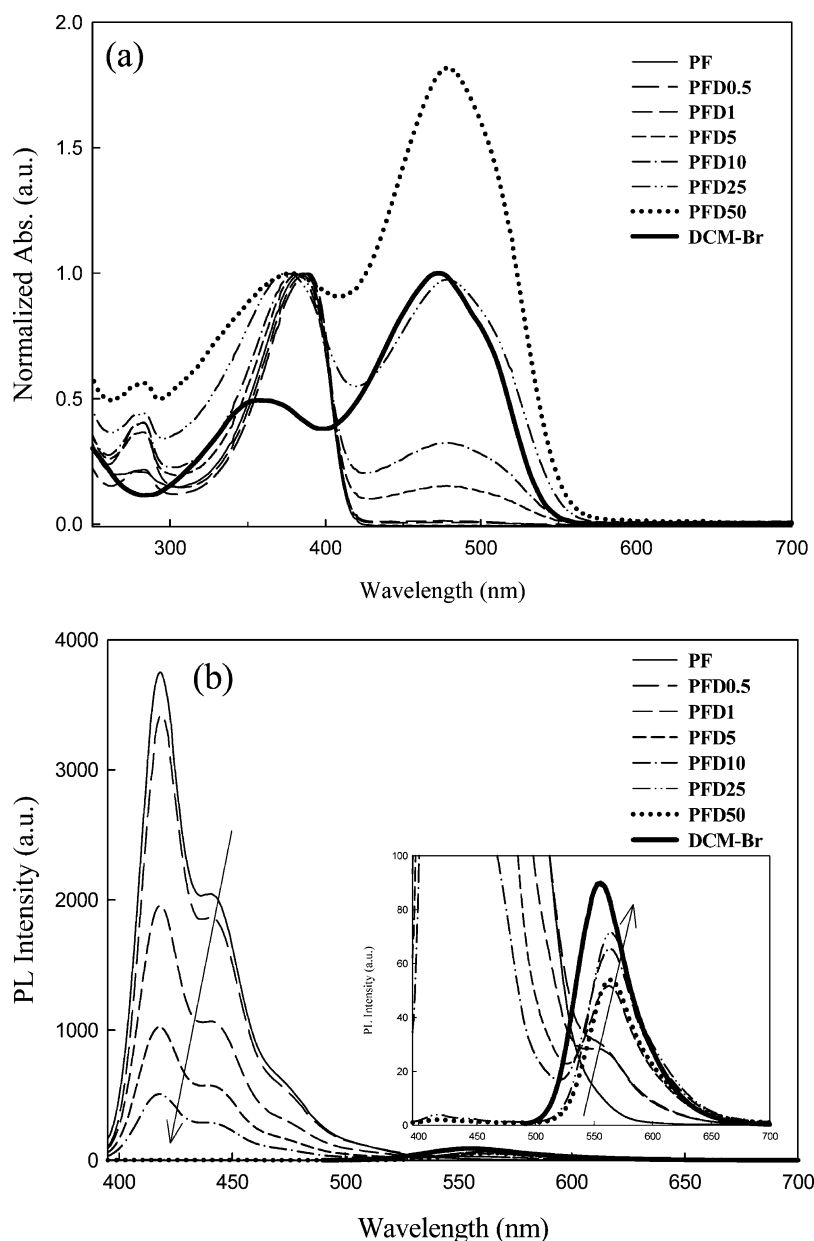 (a)
2.0
1.5
1.0
0.5
0.0
Normalized Abs. (a.u.)
PF
PFD0.5
PFD1
PFD5
PFD10
PFD25
PFD50
DCM-Br
300
400
500
600
700
Wavelength (nm)
(b)
4000
3000
2000
1000
0
PL Intensity (a.u.)
PF
PFD0.5
PFD1
PFD5
PFD10
PFD25
PFD50
DCM-Br
100
80
60
40
20
0
PL Intensity (a.u.)
400
450
500
550
600
650
700
400
450
500
550
600
650
700
Wavelength (nm)